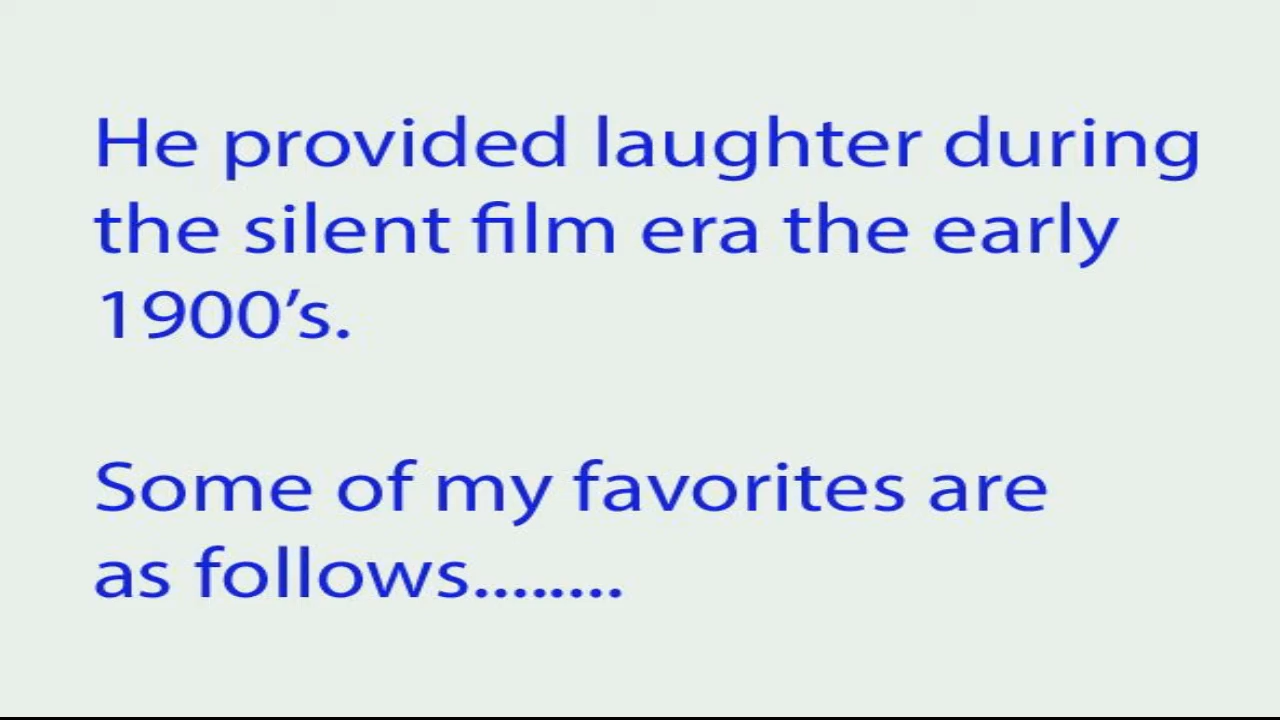 He provided laughter during
the silent film era the early
1900’s.
Some of my favorites are
as follows........